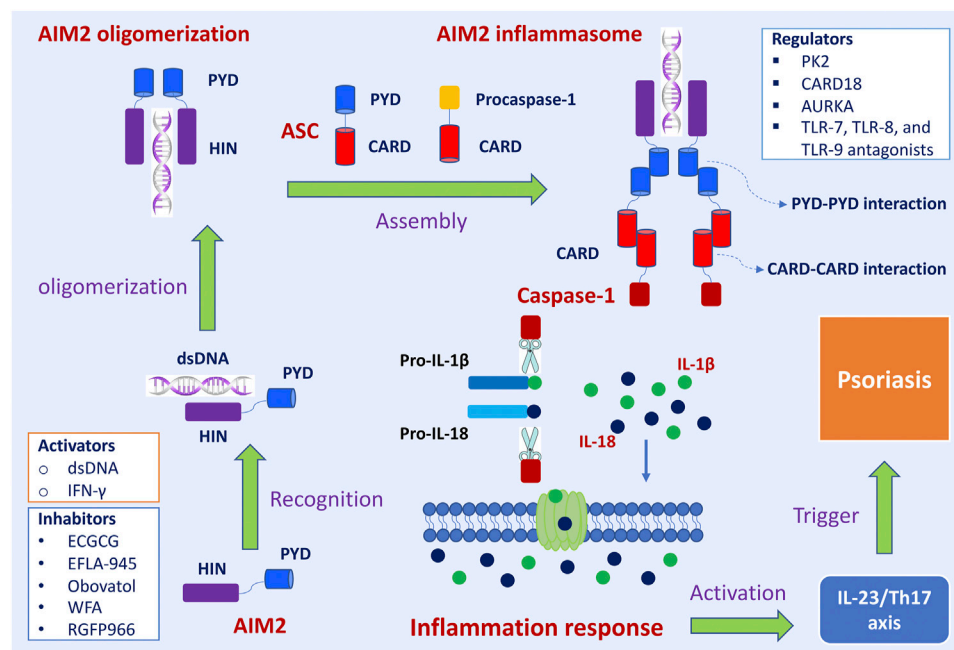 AIM2 oligomerization
PYD
HIN
oligomerization
dsDNA
PYD
HIN
Activators
dsDNA
IFN-γ
Inhabitors
ECGCG
EFLA-945
Obovatol
WFA
RGFP966
Recognition
HIN
PYD
AIM2
ASC
PYD
CARD
Procaspase-1
CARD
Assembly
AIM2 inflammasome
Regulators
PK2
CARD18
AURKA
TLR-7, TLR-8, and
TLR-9 antagonists
PYD-PYD interaction
CARD
CARD-CARD interaction
Caspase-1
Pro-IL-1β
Pro-IL-18
IL-1β
IL-18
Inflammation response
Activation
IL-23/Th17
axis
Trigger
Psoriasis